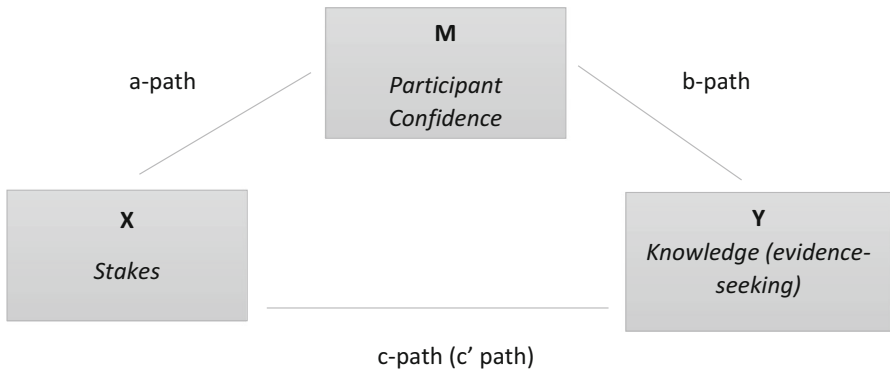 M
a-path
b-path
Participant
Confidence
X
Stakes
Y
Knowledge (evidence-
seeking)
c-path (c’ path)